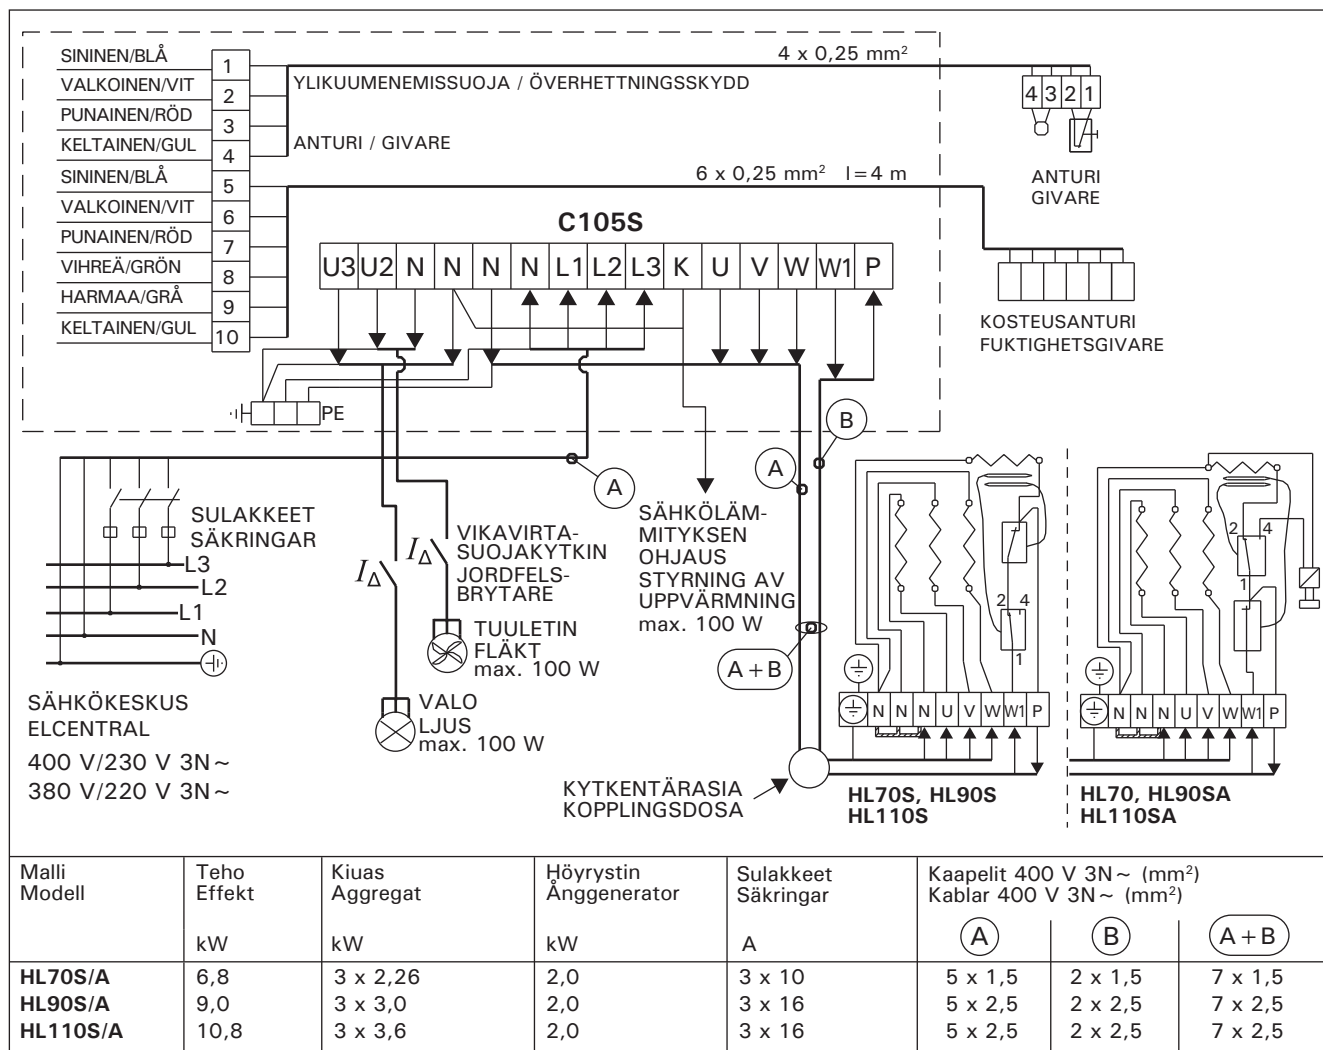 SININEN/BLÅ 1
VALKOINEN/VIT 2
PUNAINEN/RÖD 3
KELTAINEN/GUL 4
SININEN/BLÅ 5
VALKOINEN/VIT 6
PUNAINEN/RÖD 7
VIHREÄ/GRÖN 8
HARMAA/GRÅ 9
KELTAINEN/GUL 10
YLIKUUMENEMISSUOJA / ÖVERHETTNINGSSKYDD
ANTURI / GIVARE
4 x 0,25 mm²
4 3 2 1
ANTURI
GIVARE
6 x 0,25 mm² l=4 m
KOSTEUSANTURI
FUKTIGHETSGIVARE
C105S
U3 U2 N N N N L1 L2 L3 K U V W W1 P
PE
A
B
A
A+B
SULAKKEET
SÄKRINGAR
L3
L2
L1
N
SÄHKÖKESKUS
ELCENTRAL
400 V/230 V 3N~
380 V/220 V 3N~
I∆
I∆
VIKAVIRTA-
SUOJAKYTKIN
JORDFELS-
BRYTARE
TUULETIN
FLÄKT
max. 100 W
VALO
LJUS
max. 100 W
SÄHKÖLÄM-
MITYKSEN
OHJAUS
STYRNING AV
UPPVÄRMNING
max. 100 W
KYTKENTÄRASIA
KOPPLINGSDOSA
2 4
1
N N N U V W W1 P
HL70S, HL90S
HL110S
2 4
1
N N N U V W W1 P
HL70, HL90SA
HL110SA
Malli Teho Kiuas Höyrystin Sulakkeet Kaapelit 400 V 3N~ (mm²)
Modell Effekt Aggregat Ånggenerator Säkringar Kablar 400 V 3N~ (mm²)
kW kW kW A A B A+B
HL70S/A 6,8 3 x 2,26 2,0 3 x 10 5 x 1,5 2 x 1,5 7 x 1,5
HL90S/A 9,0 3 x 3,0 2,0 3 x 16 5 x 2,5 2 x 2,5 7 x 2,5
HL110S/A 10,8 3 x 3,6 2,0 3 x 16 5 x 2,5 2 x 2,5 7 x 2,5